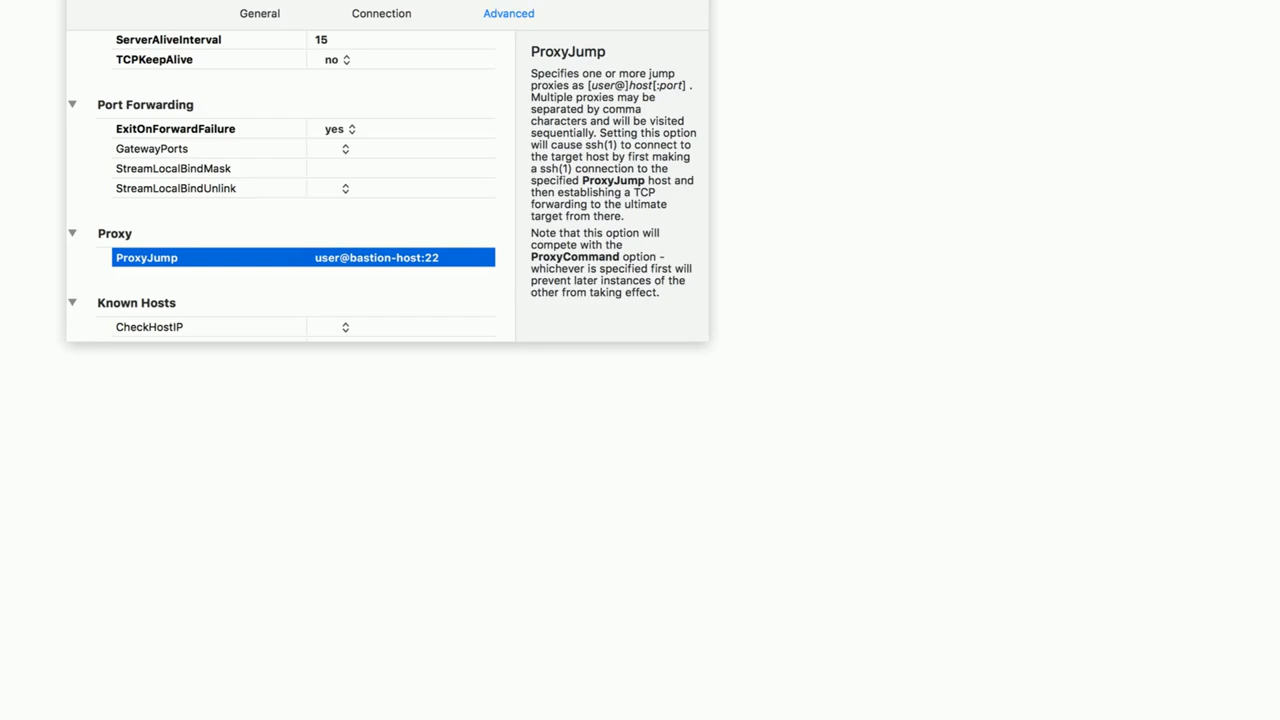 General Connection Advanced
ServerAliveInterval 15
TCPKeepAlive no
Port Forwarding
ExitOnForwardFailure yes
GatewayPorts
StreamLocalBindMask
StreamLocalBindUnlink
Proxy
ProxyJump user@bastion-host:22
Known Hosts
CheckHostIP
ProxyJump
Specifies one or more jump
proxies as [user@]host[:port] .
Multiple proxies may be
separated by comma
characters and will be visited
sequentially. Setting this option
will cause ssh(1) to connect to
the target host by first making
a ssh(1) connection to the
specified ProxyJump host and
then establishing a TCP
forwarding to the ultimate
target from there.
Note that this option will
compete with the
ProxyCommand option -
whichever is specified first will
prevent later instances of the
other from taking effect.